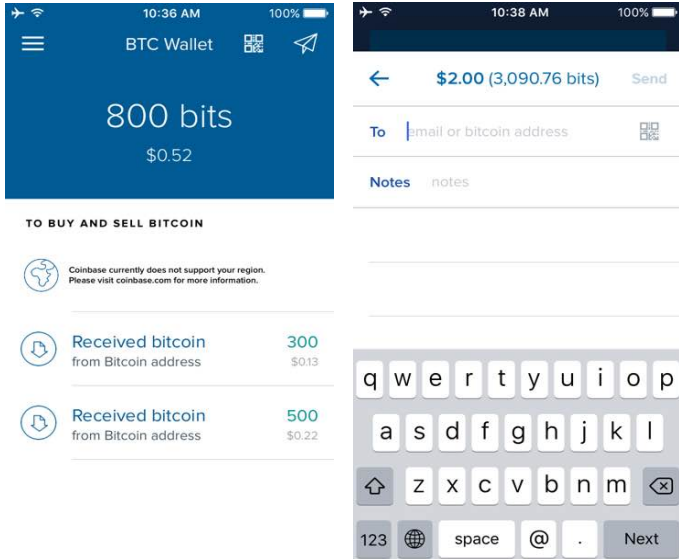 10:36 AM
100%
BTC Wallet
800 bits
$0.52
TO BUY AND SELL BITCOIN
Coinbase currently does not support your region.
Please visit coinbase.com for more information.
Received bitcoin
300
from Bitcoin address
$0.13
Received bitcoin
500
from Bitcoin address
$0.22
10:38 AM
100%
$2.00 (3,090.76 bits)
Send
To
email or bitcoin address
Notes
notes
q w e r t y u i o p
a s d f g h j k l
z x c v b n m
123
space
@
.
Next